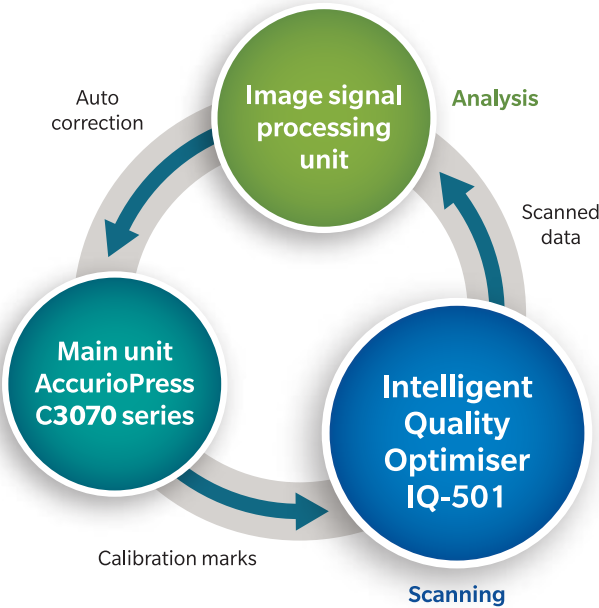 Image signal
processing
unit
Analysis
Auto
correction
Scanned
data
Main unit
AccurioPress
C3070 series
Intelligent
Quality
Optimiser
IQ-501
Calibration marks
Scanning